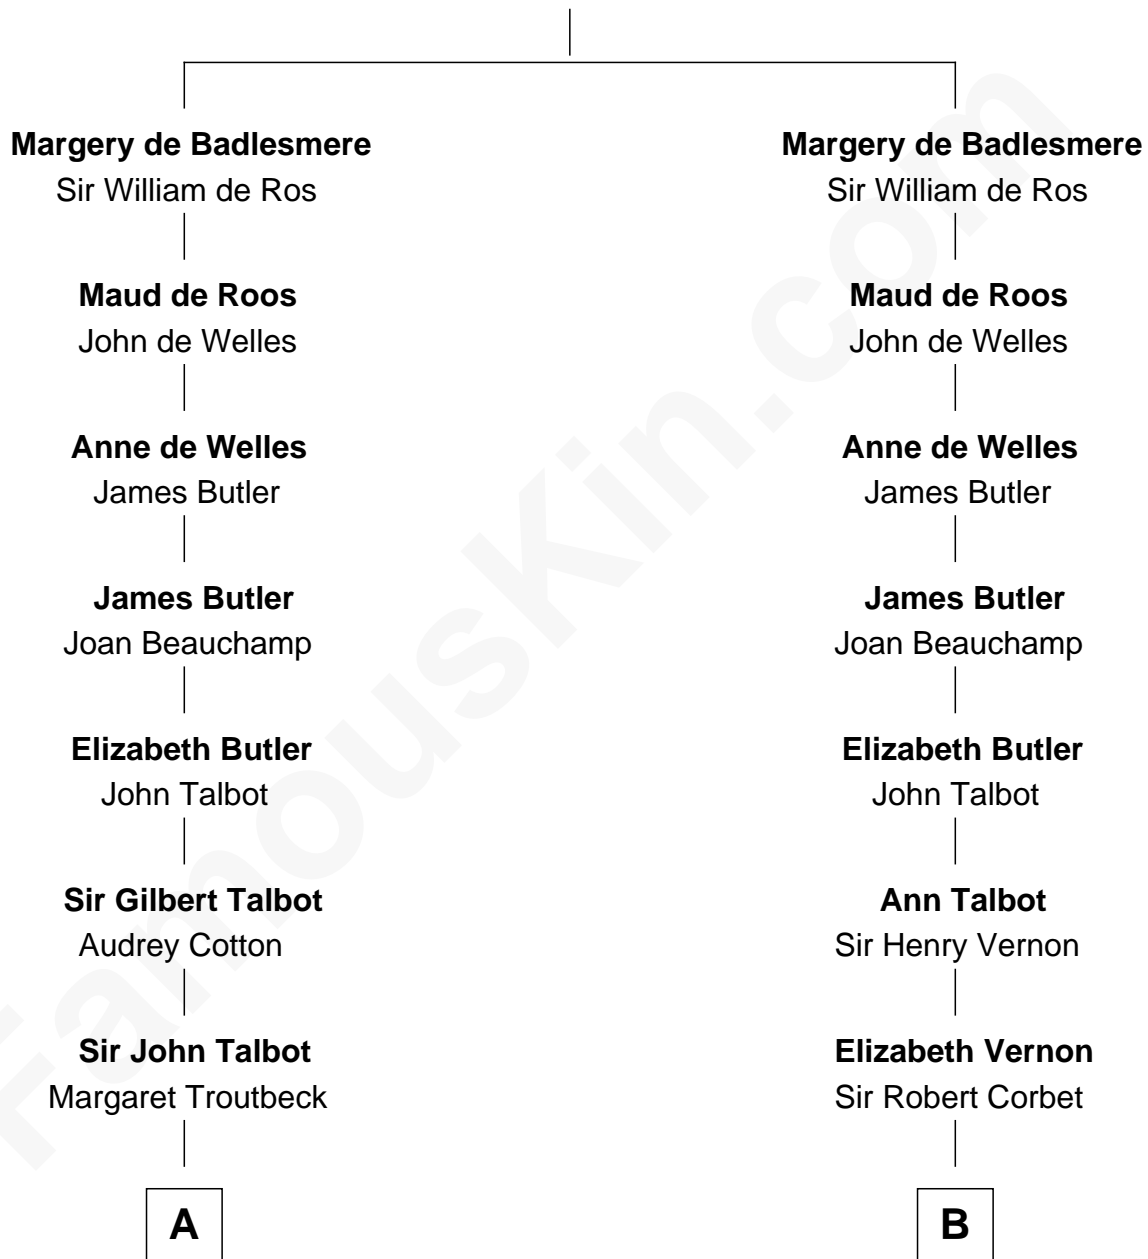 Margery de Badlesmere
Sir William de Ros
Maud de Roos
John de Welles
Anne de Welles
James Butler
James Butler
Joan Beauchamp
Elizabeth Butler
John Talbot
Sir Gilbert Talbot
Audrey Cotton
Sir John Talbot
Margaret Troutbeck
A
Margery de Badlesmere
Sir William de Ros
Maud de Roos
John de Welles
Anne de Welles
James Butler
James Butler
Joan Beauchamp
Elizabeth Butler
John Talbot
Ann Talbot
Sir Henry Vernon
Elizabeth Vernon
Sir Robert Corbet
B
FamousKin.com